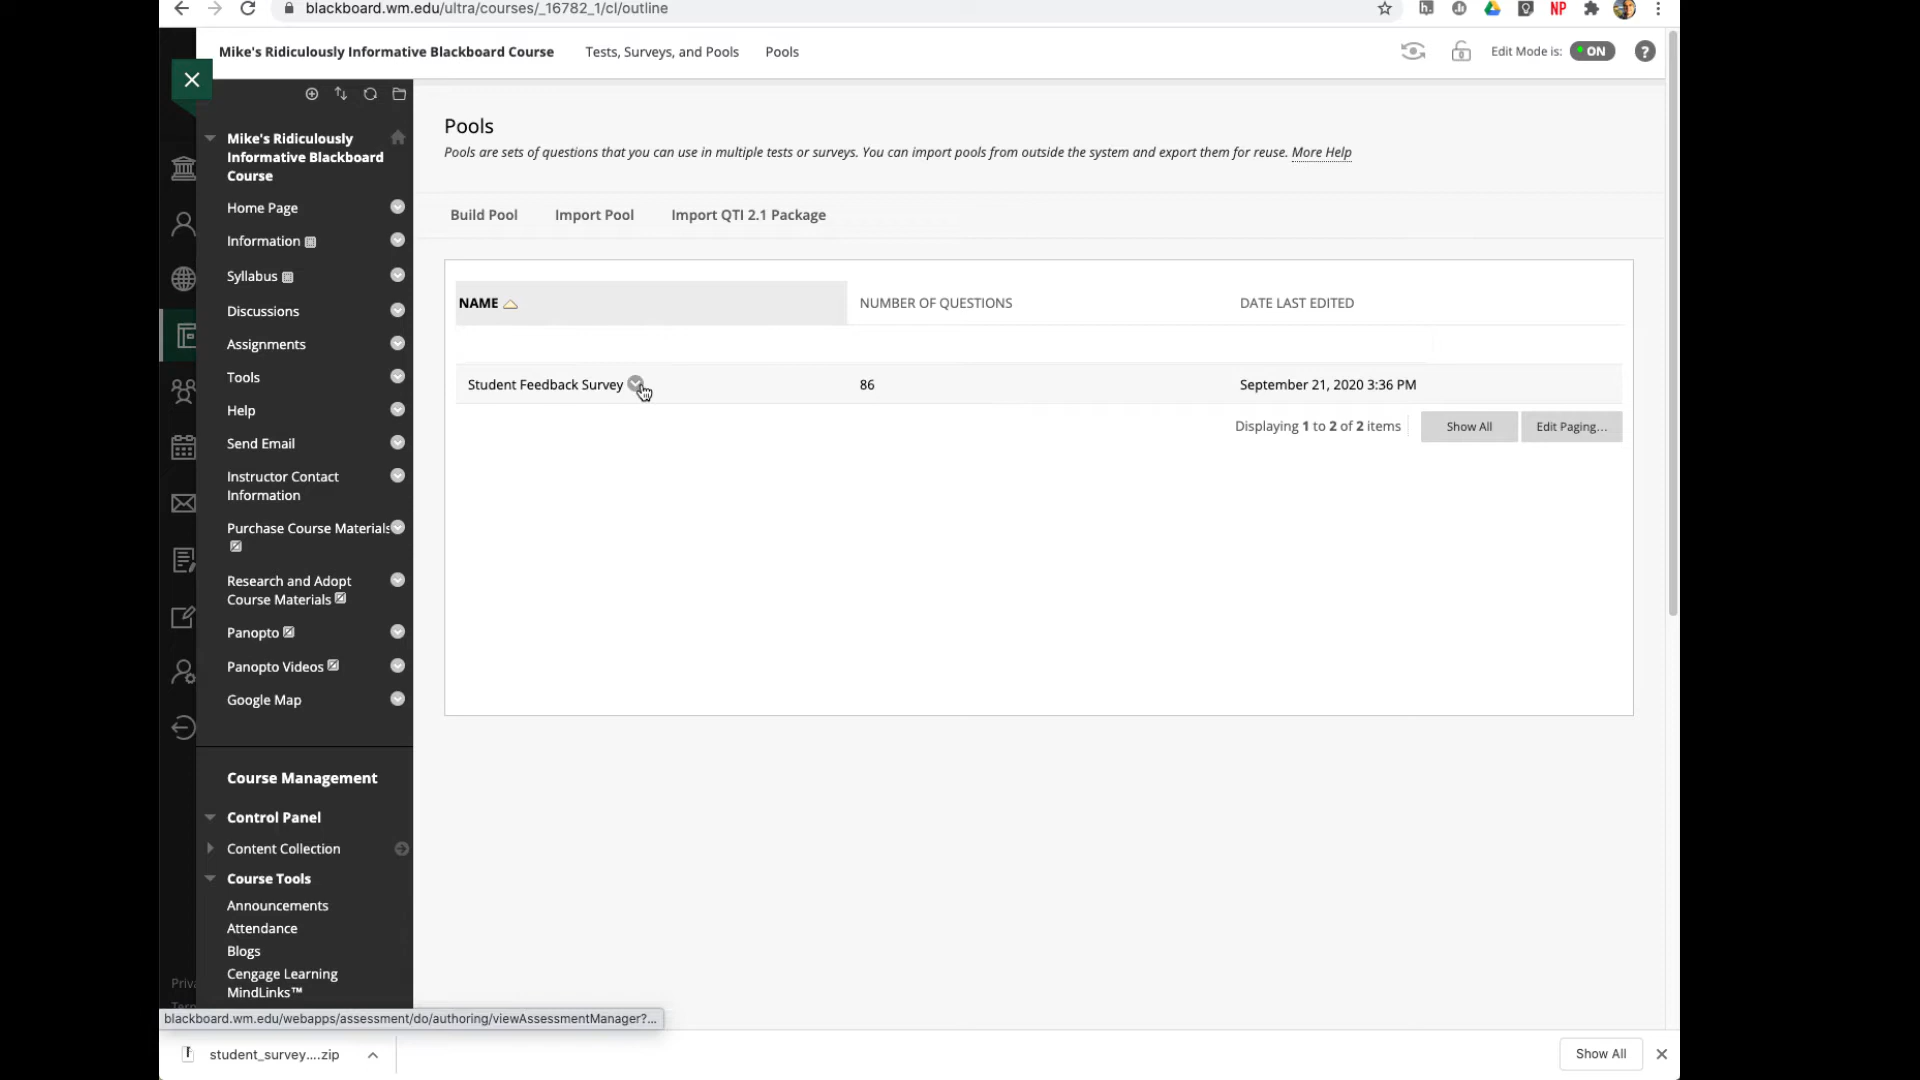 blackboard.wm.edu/ultra/courses/_16782_1/cl/outline
NP
Mike's Ridiculously Informative Blackboard Course
Tests, Surveys, and Pools
Pools
Edit Mode is:
ON
?
Mike's Ridiculously
Informative Blackboard
Course
Home Page
Information
Syllabus
Discussions
Assignments
Tools
Help
Send Email
Instructor Contact
Information
Purchase Course Materials
Research and Adopt
Course Materials
Panopto
Panopto Videos
Google Map
Course Management
Control Panel
Content Collection
Course Tools
Announcements
Attendance
Blogs
Cengage Learning
MindLinks™
Pools
Pools are sets of questions that you can use in multiple tests or surveys. You can import pools from outside the system and export them for reuse. More Help
Build Pool
Import Pool
Import QTI 2.1 Package
NAME
NUMBER OF QUESTIONS
DATE LAST EDITED
Student Feedback Survey
86
September 21, 2020 3:36 PM
Displaying 1 to 2 of 2 items
Show All
Edit Paging...
blackboard.wm.edu/webapps/assessment/do/authoring/viewAssessmentManager?...
student_survey....zip
Show All